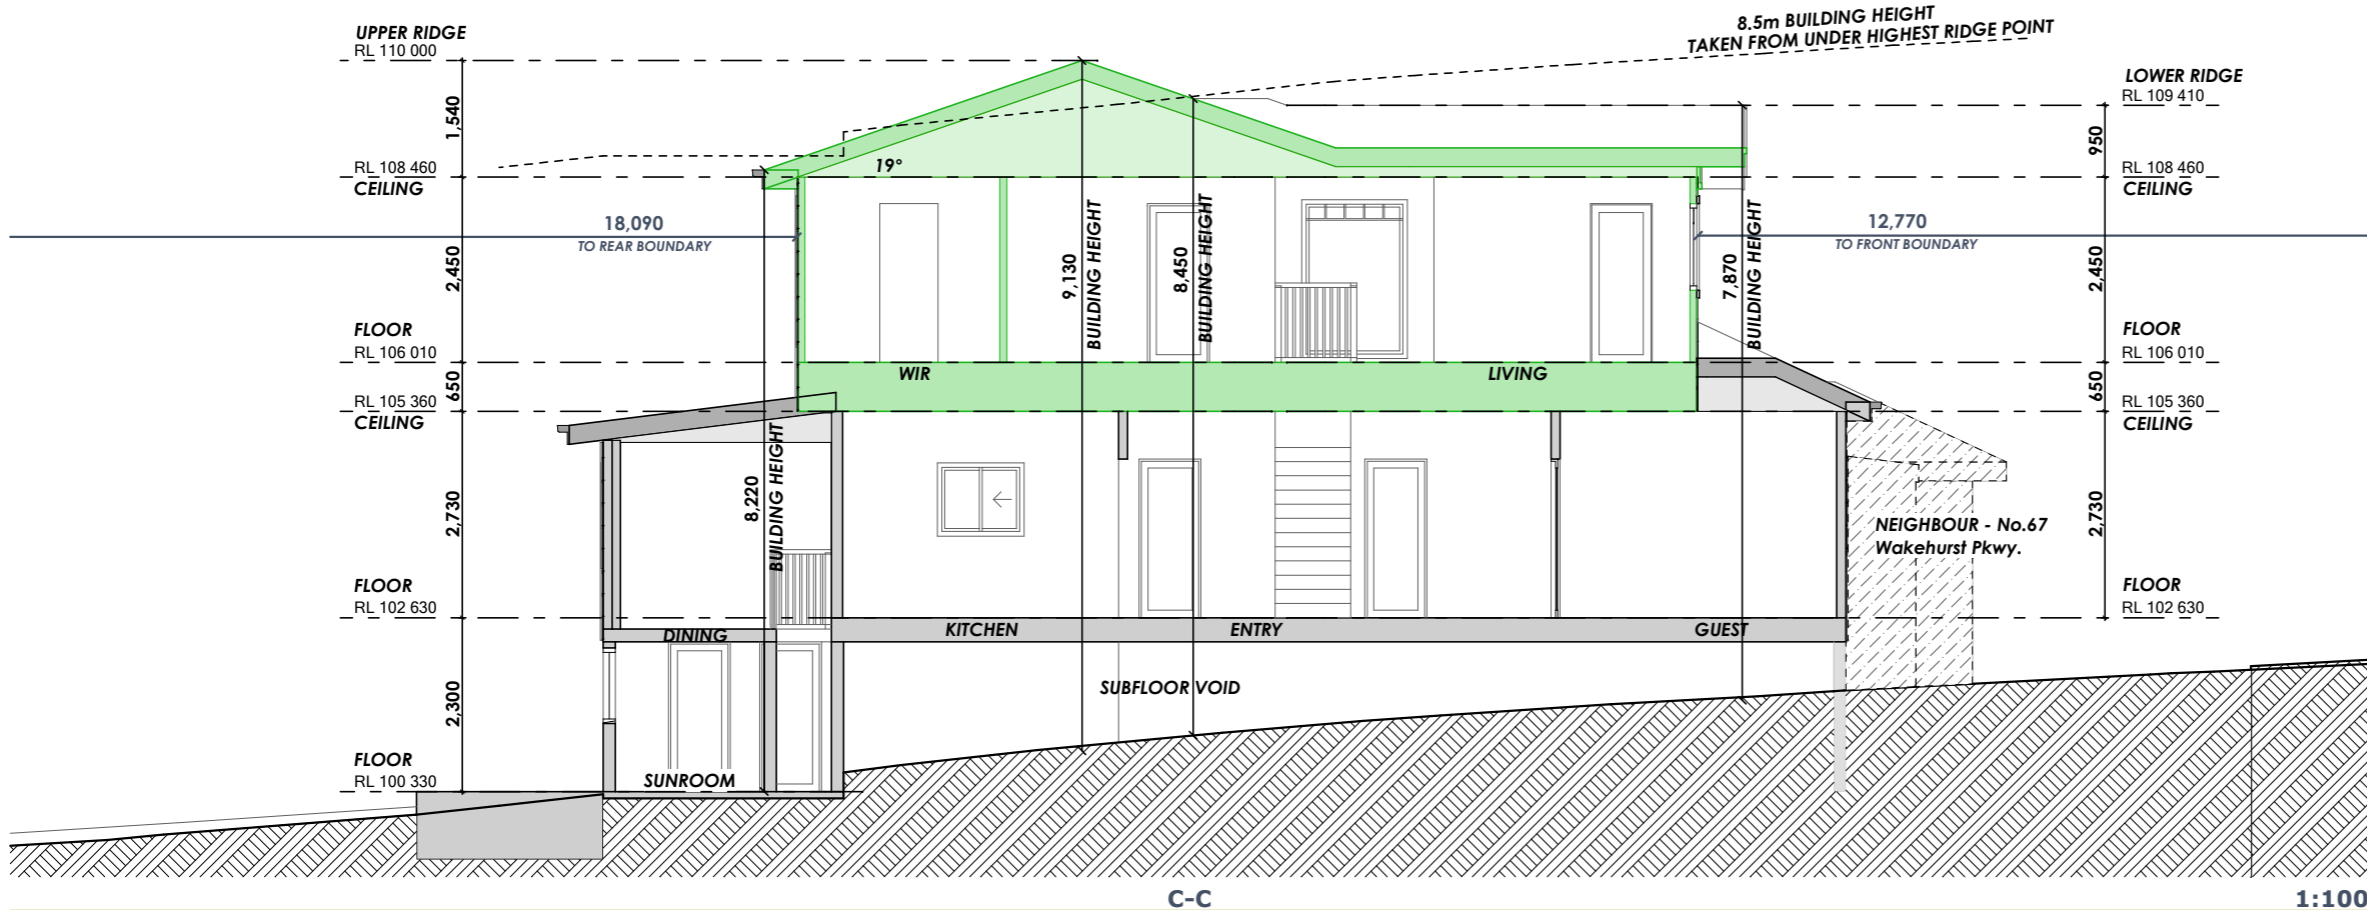 8.5m BUILDING HEIGHT
TAKEN FROM UNDER HIGHEST RIDGE POINT
UPPER RIDGE
RL 110 000
LOWER RIDGE
RL 109 410
1,540
950
19°
RL 108 460
CEILING
RL 108 460
CEILING
18,090
TO REAR BOUNDARY
12,770
TO FRONT BOUNDARY
2,450
9,130
BUILDING HEIGHT
8,450
BUILDING HEIGHT
7,870
BUILDING HEIGHT
2,450
FLOOR
RL 106 010
FLOOR
RL 106 010
WIR
LIVING
650
650
RL 105 360
CEILING
RL 105 360
CEILING
2,730
8,220
BUILDING HEIGHT
2,730
NEIGHBOUR - No.67
Wakehurst Pkwy.
FLOOR
RL 102 630
FLOOR
RL 102 630
DINING
KITCHEN
ENTRY
GUEST
2,300
SUBFLOOR VOID
FLOOR
RL 100 330
SUNROOM
C-C
1:100